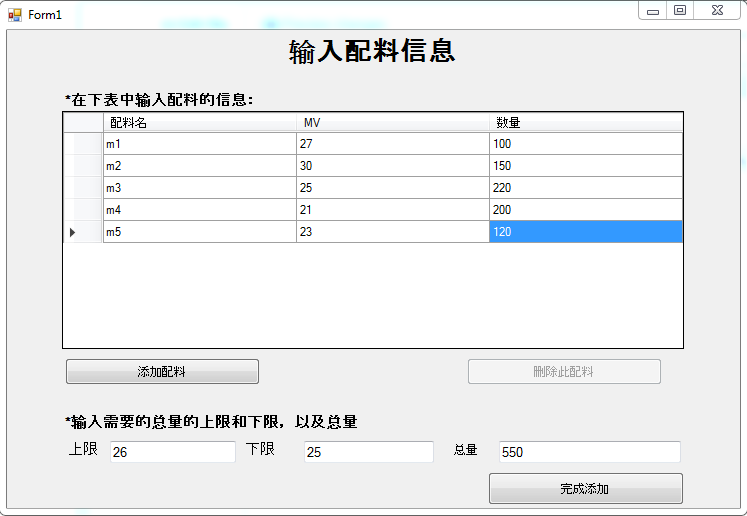 Form1
输入配料信息
*在下表中输入配料的信息:
配料名 MV 数量
m1 27 100
m2 30 150
m3 25 220
m4 21 200
m5 23 120
添加配料 删除此配料
*输入需要的总量的上限和下限，以及总量
上限 26 下限 25 总量 550
完成添加